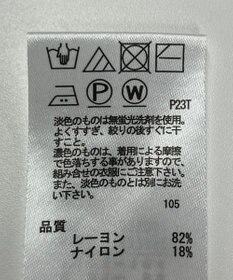 P W
P23T
淡色のものは無蛍光洗剤を使用。
よくすすぎ、絞りの後すぐに干
すこと。
濃色のものは、着用による摩擦
で色落ちする事がありますので、
組み合せの衣服にご注意下さい。
また、淡色のものとは別にお洗
下さい。
105
品質
レーヨン 82%
ナイロン 18%